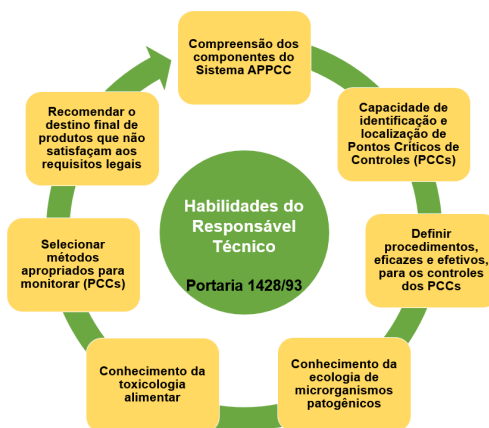 Compreensão dos
componentes do
Sistema APPCC
Capacidade de
identificação e
localização de
Pontos Críticos de
Controles (PCCs)
Definir
procedimentos,
eficazes e efetivos,
para os controles
dos PCCs
Conhecimento da
ecologia de
microrganismos
patogênicos
Conhecimento da
toxicologia
alimentar
Selecionar
métodos
apropriados para
monitorar (PCCs)
Recomendar o
destino final de
produtos que não
satisfaçam aos
requisitos legais
Habilidades do
Responsável
Técnico
Portaria 1428/93